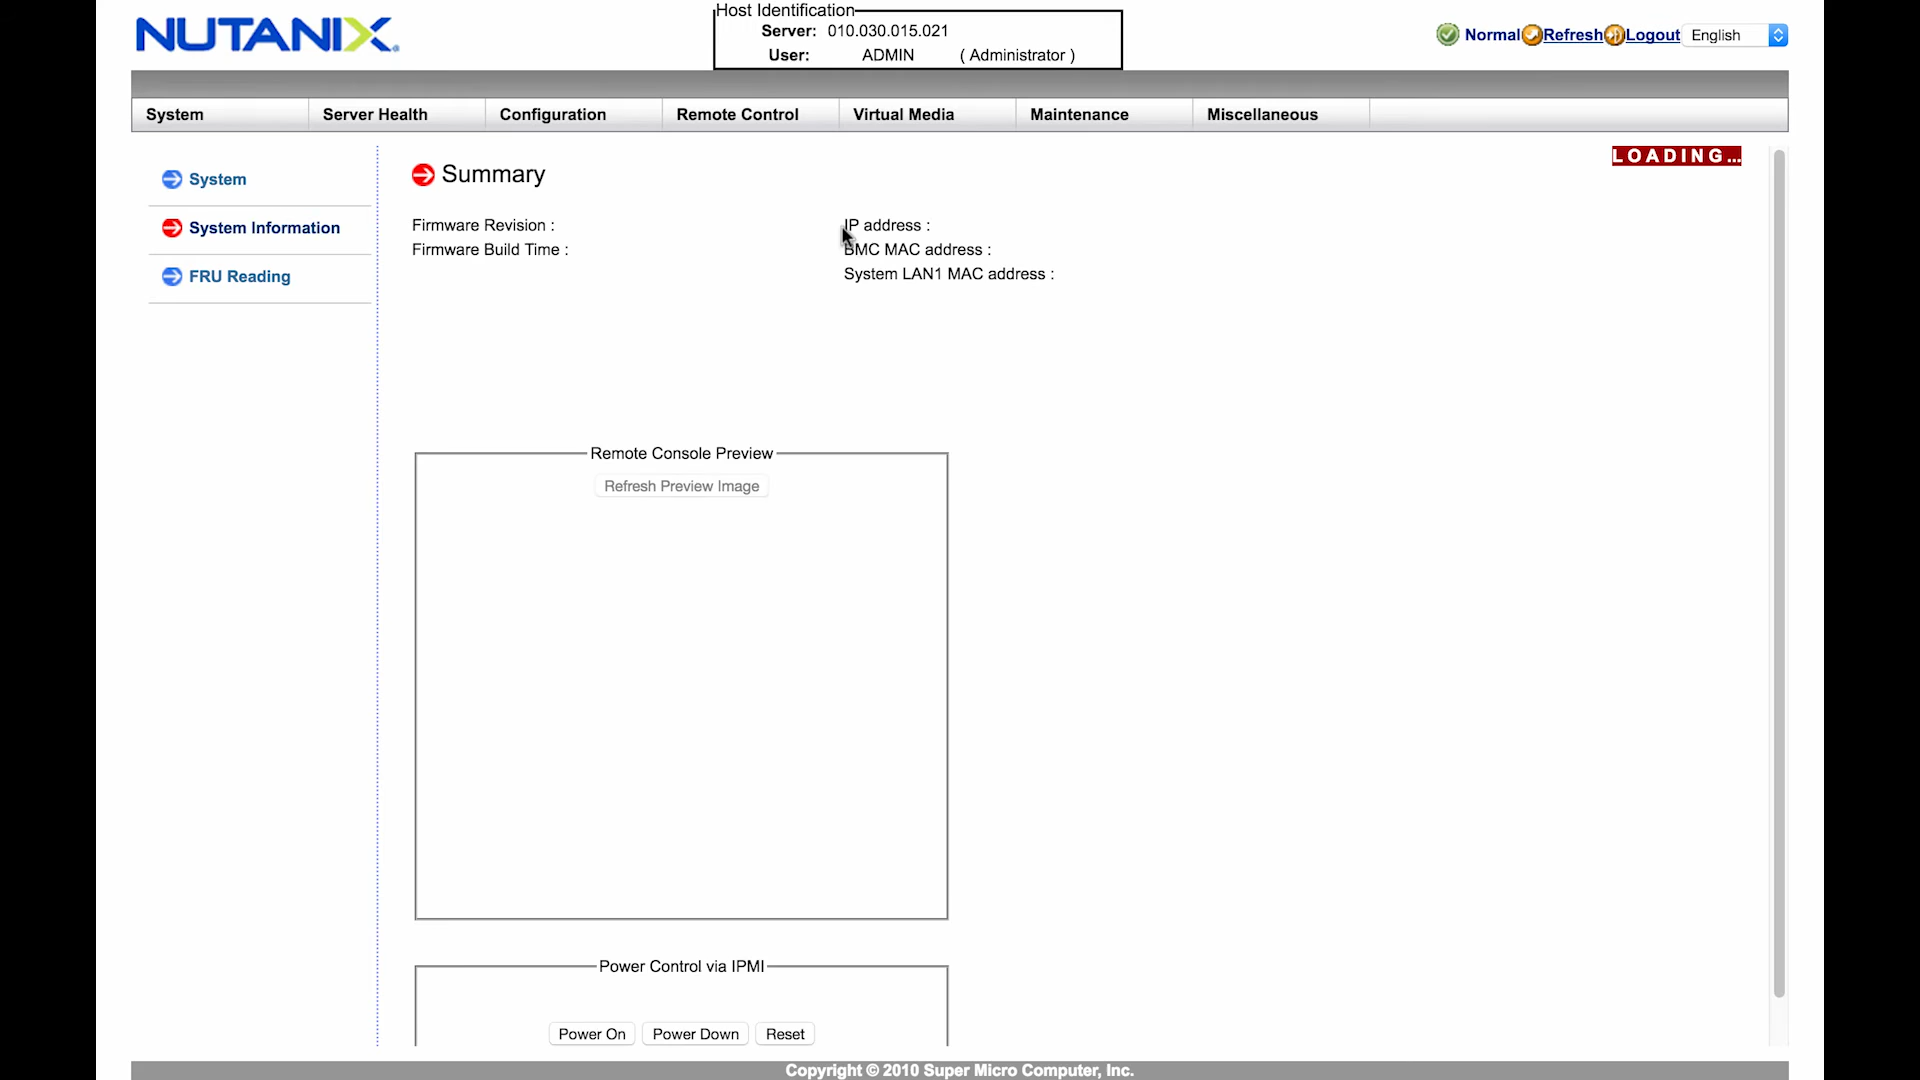 NUTANIX
Host Identification
Server: 010.030.015.021
User: ADMIN ( Administrator )
Normal Refresh Logout English
System Server Health Configuration Remote Control Virtual Media Maintenance Miscellaneous
System
System Information
FRU Reading
Summary
LOADING...
Firmware Revision :
Firmware Build Time :
IP address :
BMC MAC address :
System LAN1 MAC address :
Remote Console Preview
Refresh Preview Image
Power Control via IPMI
Power On Power Down Reset
Copyright © 2010 Super Micro Computer, Inc.